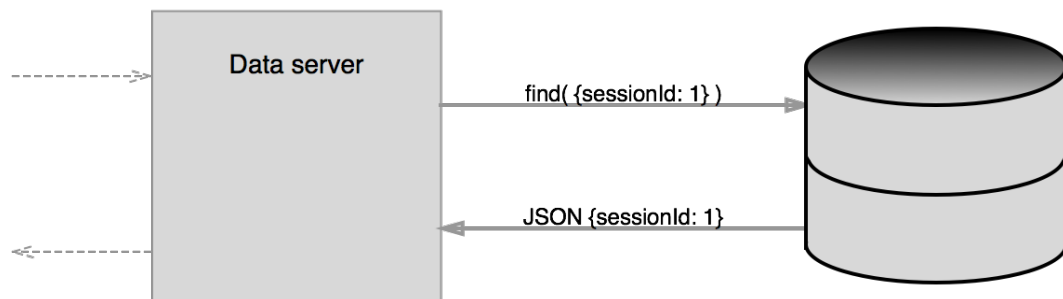 Data server
find( {sessionId: 1} )
JSON {sessionId: 1}